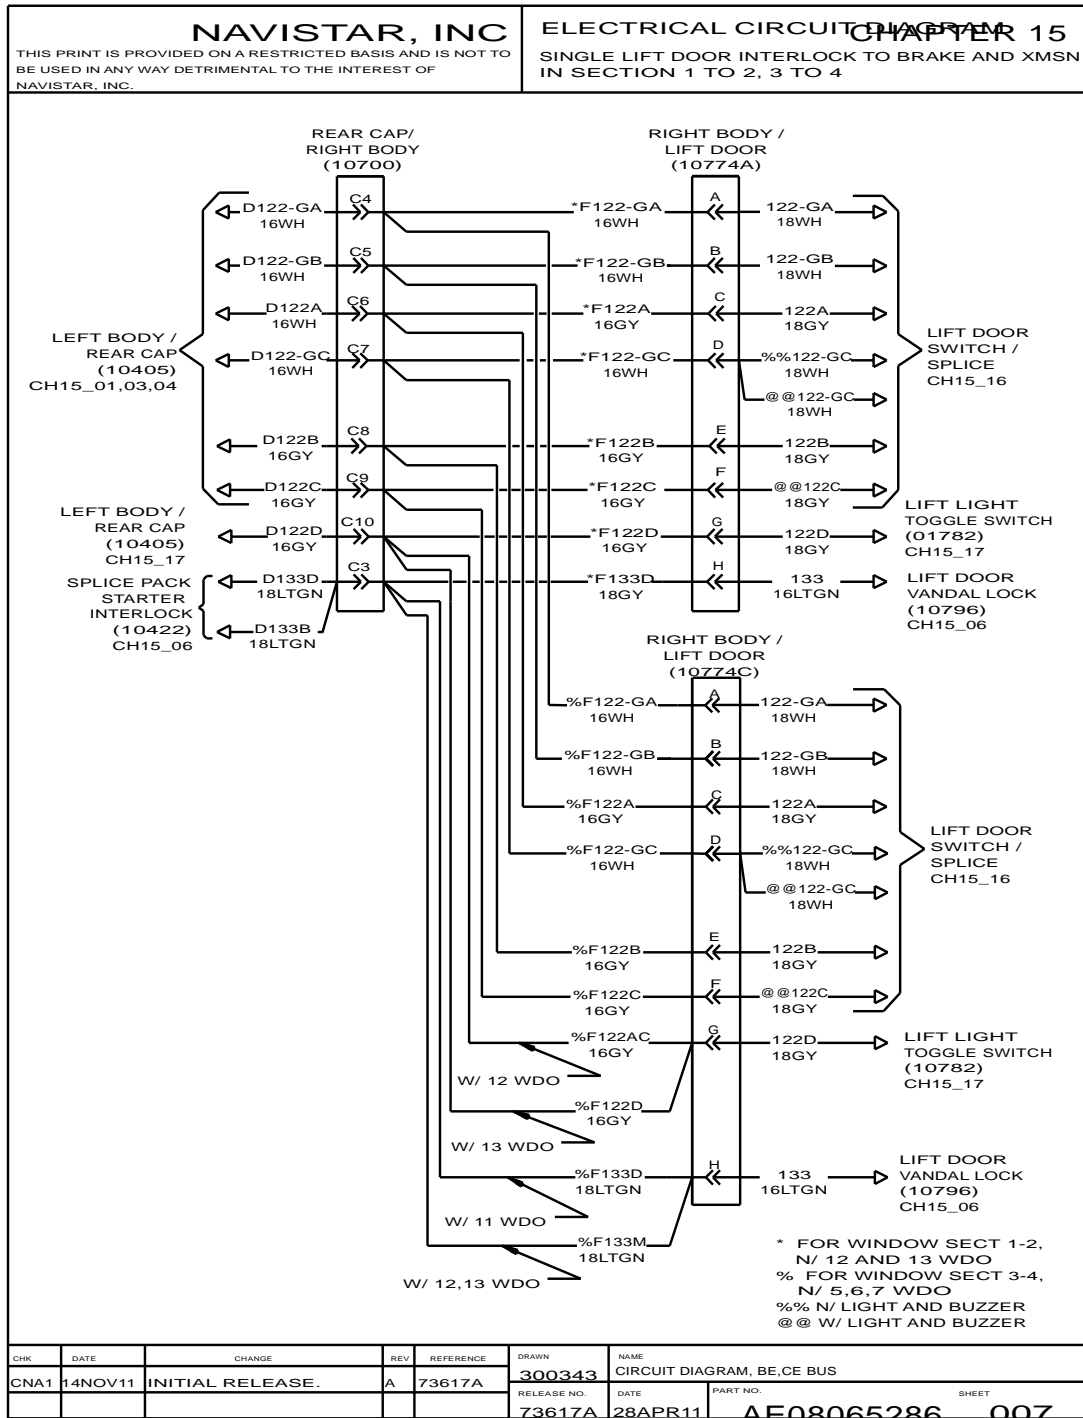 NAVISTAR, INC
THIS PRINT IS PROVIDED ON A RESTRICTED BASIS AND IS NOT TO
BE USED IN ANY WAY DETRIMENTAL TO THE INTEREST OF
NAVISTAR, INC.
ELECTRICAL CIRCUIT DIAGRAM
CHAPTER 15
SINGLE LIFT DOOR INTERLOCK TO BRAKE AND XMSN
IN SECTION 1 TO 2, 3 TO 4
REAR CAP/
RIGHT BODY
(10700)
RIGHT BODY /
LIFT DOOR
(10774A)
D122-GA
16WH
C4
*F122-GA
16WH
A
122-GA
18WH
D122-GB
16WH
C5
*F122-GB
16WH
B
122-GB
18WH
D122A
16WH
C6
*F122A
16GY
C
122A
18GY
D122-GC
16WH
C7
*F122-GC
16WH
D
%%122-GC
18WH
@@122-GC
18WH
D122B
16GY
C8
*F122B
16GY
E
122B
18GY
D122C
16GY
C9
*F122C
16GY
F
@@122C
18GY
D122D
16GY
C10
*F122D
16GY
G
122D
18GY
D133D
18LTGN
C3
*F133D
18GY
H
133
16LTGN
D133B
18LTGN
LEFT BODY /
REAR CAP
(10405)
CH15_01,03,04
LEFT BODY /
REAR CAP
(10405)
CH15_17
SPLICE PACK
STARTER
INTERLOCK
(10422)
CH15_06
LIFT DOOR
SWITCH /
SPLICE
CH15_16
LIFT LIGHT
TOGGLE SWITCH
(01782)
CH15_17
LIFT DOOR
VANDAL LOCK
(10796)
CH15_06
RIGHT BODY /
LIFT DOOR
(10774C)
%F122-GA
16WH
A
122-GA
18WH
%F122-GB
16WH
B
122-GB
18WH
%F122A
16GY
C
122A
18GY
%F122-GC
16WH
D
%%122-GC
18WH
@@122-GC
18WH
%F122B
16GY
E
122B
18GY
%F122C
16GY
F
@@122C
18GY
%F122AC
16GY
G
122D
18GY
W/ 12 WDO
%F122D
16GY
W/ 13 WDO
%F133D
18LTGN
H
133
16LTGN
W/ 11 WDO
%F133M
18LTGN
W/ 12,13 WDO
LIFT DOOR
SWITCH /
SPLICE
CH15_16
LIFT LIGHT
TOGGLE SWITCH
(10782)
CH15_17
LIFT DOOR
VANDAL LOCK
(10796)
CH15_06
* FOR WINDOW SECT 1-2,
N/ 12 AND 13 WDO
% FOR WINDOW SECT 3-4,
N/ 5,6,7 WDO
%% N/ LIGHT AND BUZZER
@@ W/ LIGHT AND BUZZER
CHK DATE CHANGE REV REFERENCE
CNA1 14NOV11 INITIAL RELEASE. A 73617A
DRAWN
300343
NAME
CIRCUIT DIAGRAM, BE,CE BUS
RELEASE NO.
73617A
DATE
28APR11
PART NO.
AE08065286
SHEET
007